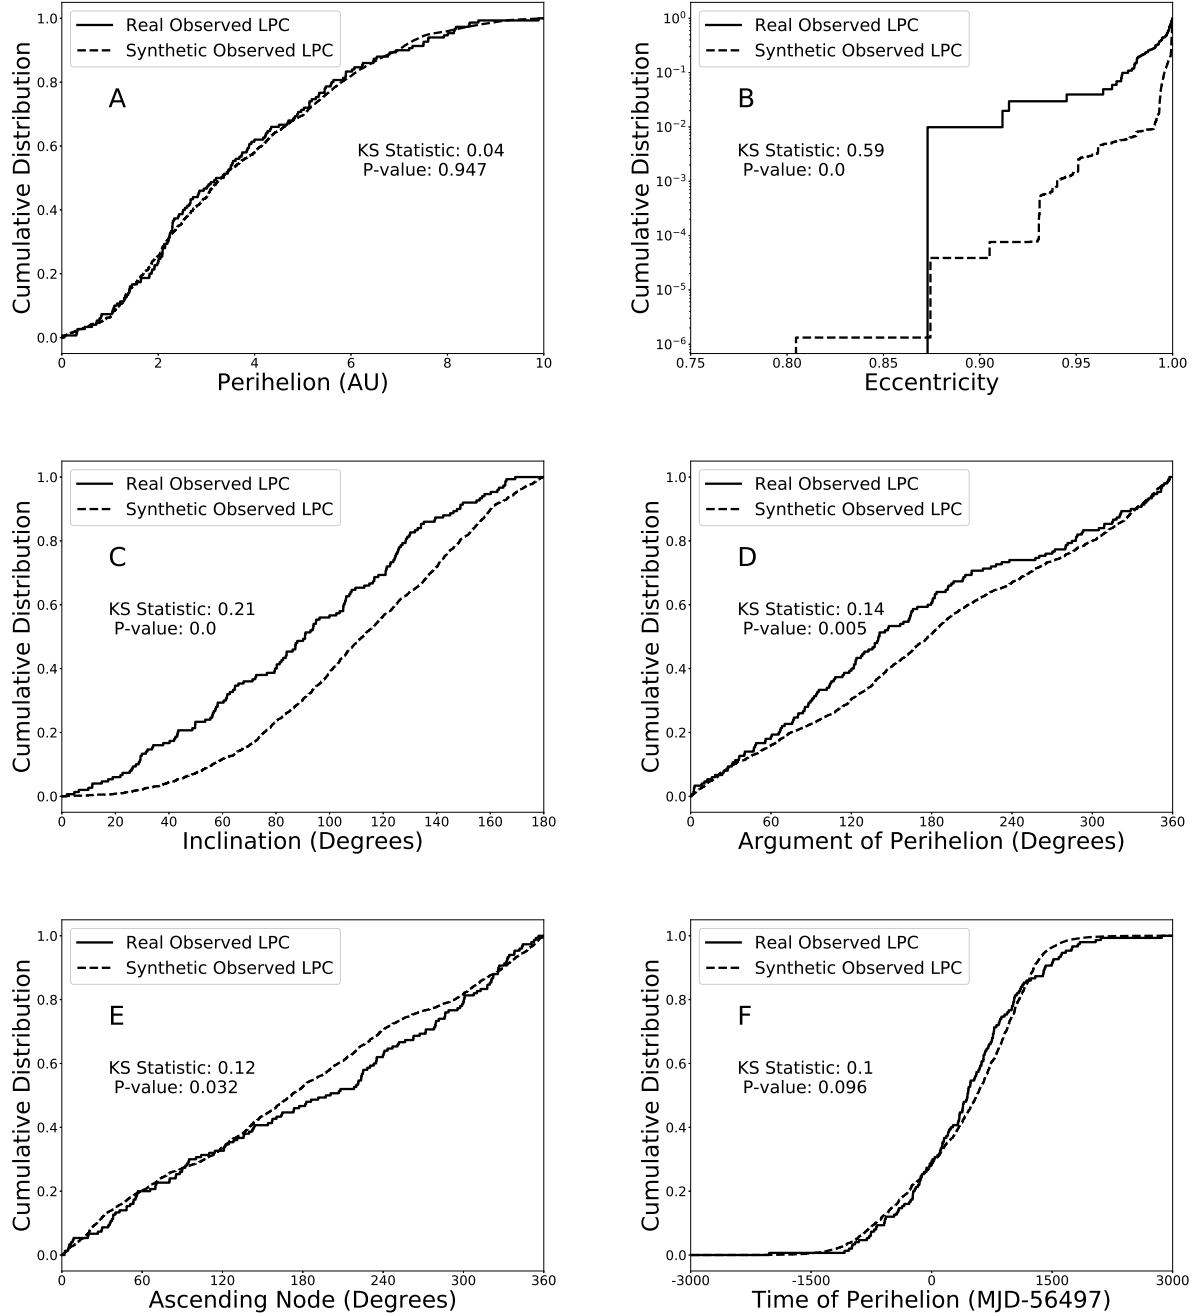 Real Observed LPC
Synthetic Observed LPC
A
KS Statistic: 0.04
P-value: 0.947
1.0
0.8
0.6
0.4
0.2
0.0
Cumulative Distribution
0 2 4 6 8 10
Perihelion (AU)
Real Observed LPC
Synthetic Observed LPC
B
KS Statistic: 0.59
P-value: 0.0
10⁰
10⁻¹
10⁻²
10⁻³
10⁻⁴
10⁻⁵
10⁻⁶
Cumulative Distribution
0.75 0.80 0.85 0.90 0.95 1.00
Eccentricity
Real Observed LPC
Synthetic Observed LPC
C
KS Statistic: 0.21
P-value: 0.0
1.0
0.8
0.6
0.4
0.2
0.0
Cumulative Distribution
0 20 40 60 80 100 120 140 160 180
Inclination (Degrees)
Real Observed LPC
Synthetic Observed LPC
D
KS Statistic: 0.14
P-value: 0.005
1.0
0.8
0.6
0.4
0.2
0.0
Cumulative Distribution
0 60 120 180 240 300 360
Argument of Perihelion (Degrees)
Real Observed LPC
Synthetic Observed LPC
E
KS Statistic: 0.12
P-value: 0.032
1.0
0.8
0.6
0.4
0.2
0.0
Cumulative Distribution
0 60 120 180 240 300 360
Ascending Node (Degrees)
Real Observed LPC
Synthetic Observed LPC
F
KS Statistic: 0.1
P-value: 0.096
1.0
0.8
0.6
0.4
0.2
0.0
Cumulative Distribution
-3000 -1500 0 1500 3000
Time of Perihelion (MJD-56497)